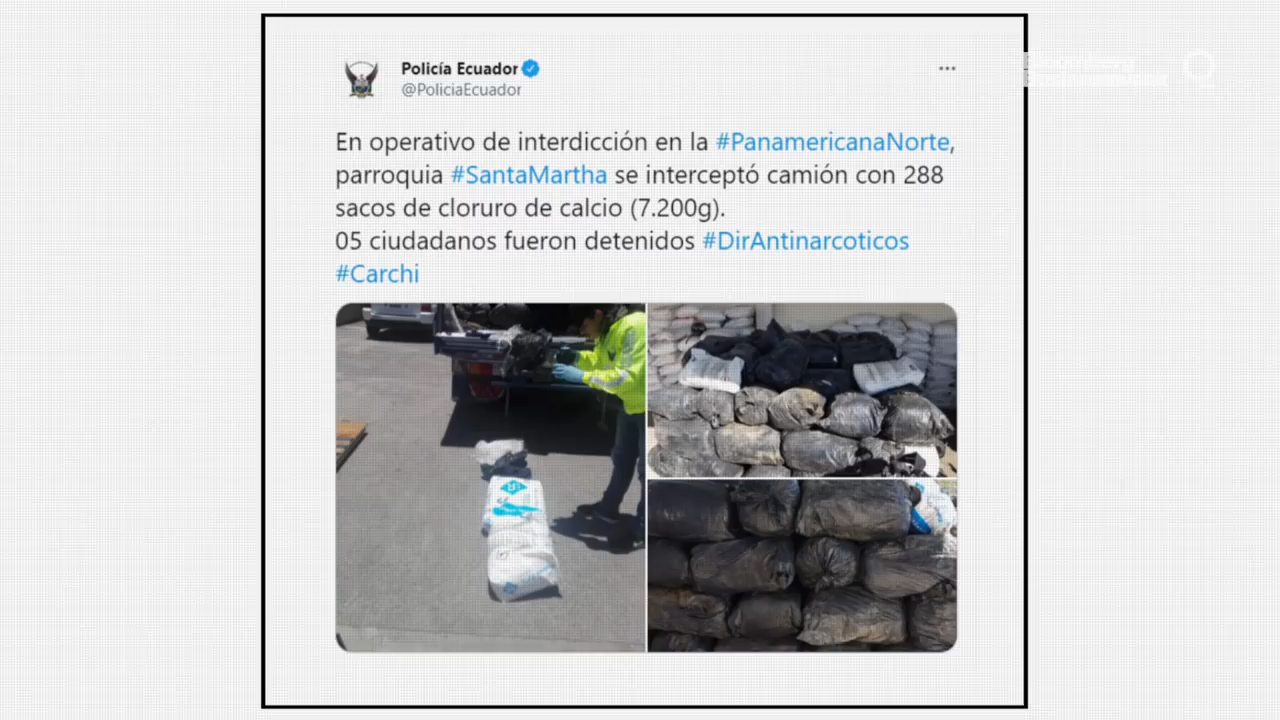 Policía Ecuador
@PoliciaEcuador
En operativo de interdicción en la #PanamericanaNorte,
parroquia #SantaMartha se interceptó camión con 288
sacos de cloruro de calcio (7.200g).
05 ciudadanos fueron detenidos #DirAntinarcoticos
#Carchi